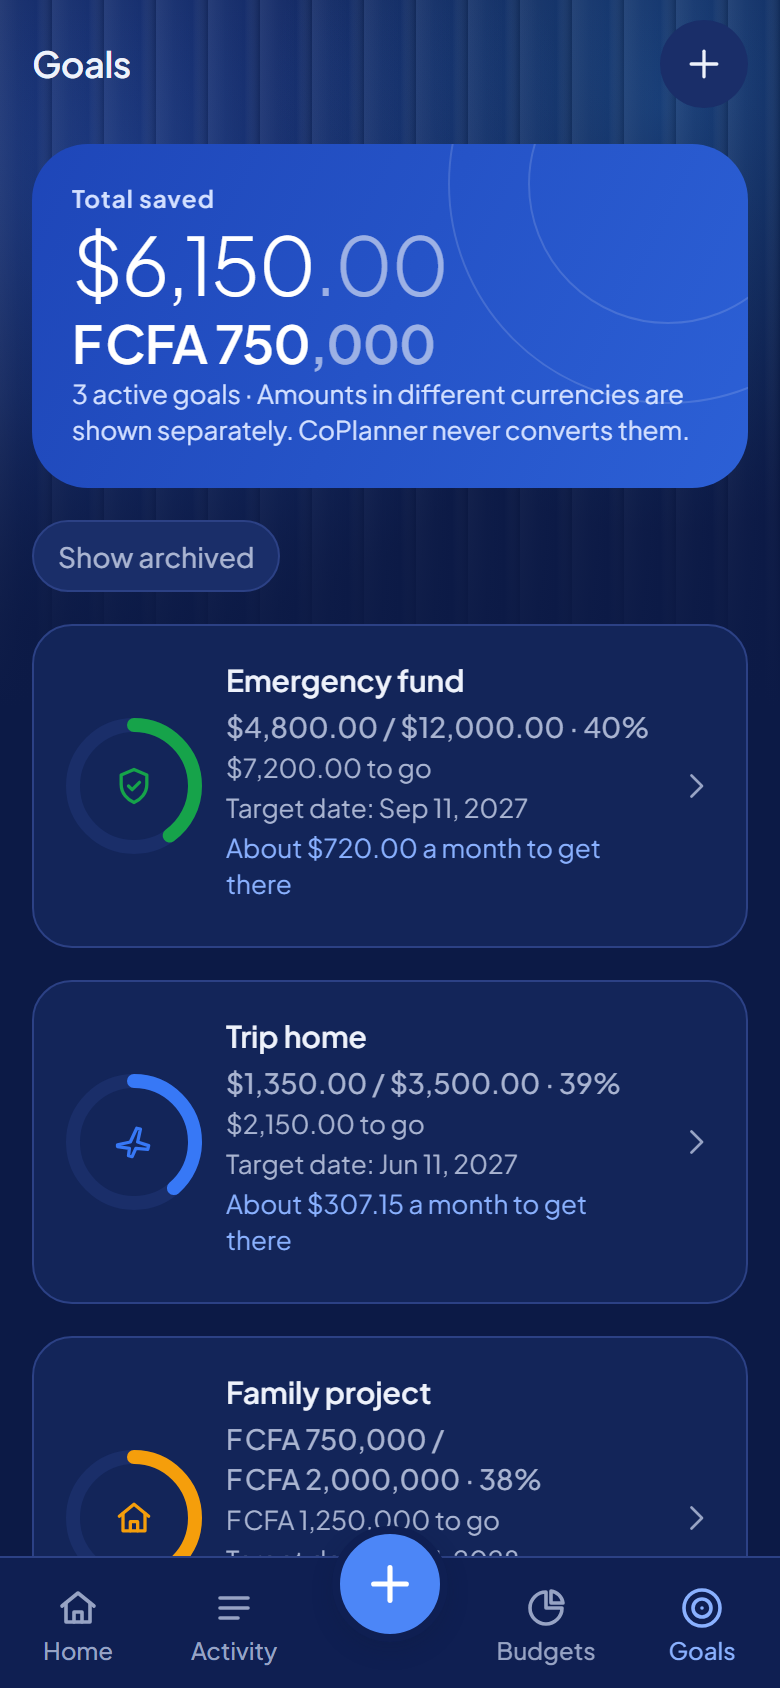 Goals
Total saved
$6,150.00
FCFA 750,000
3 active goals · Amounts in different currencies are
shown separately. CoPlanner never converts them.
Show archived
Emergency fund
$4,800.00 / $12,000.00 · 40%
$7,200.00 to go
Target date: Sep 11, 2027
About $720.00 a month to get
there
Trip home
$1,350.00 / $3,500.00 · 39%
$2,150.00 to go
Target date: Jun 11, 2027
About $307.15 a month to get
there
Family project
FCFA 750,000 /
FCFA 2,000,000 · 38%
FCFA 1,250,000 to go
Home
Activity
Budgets
Goals